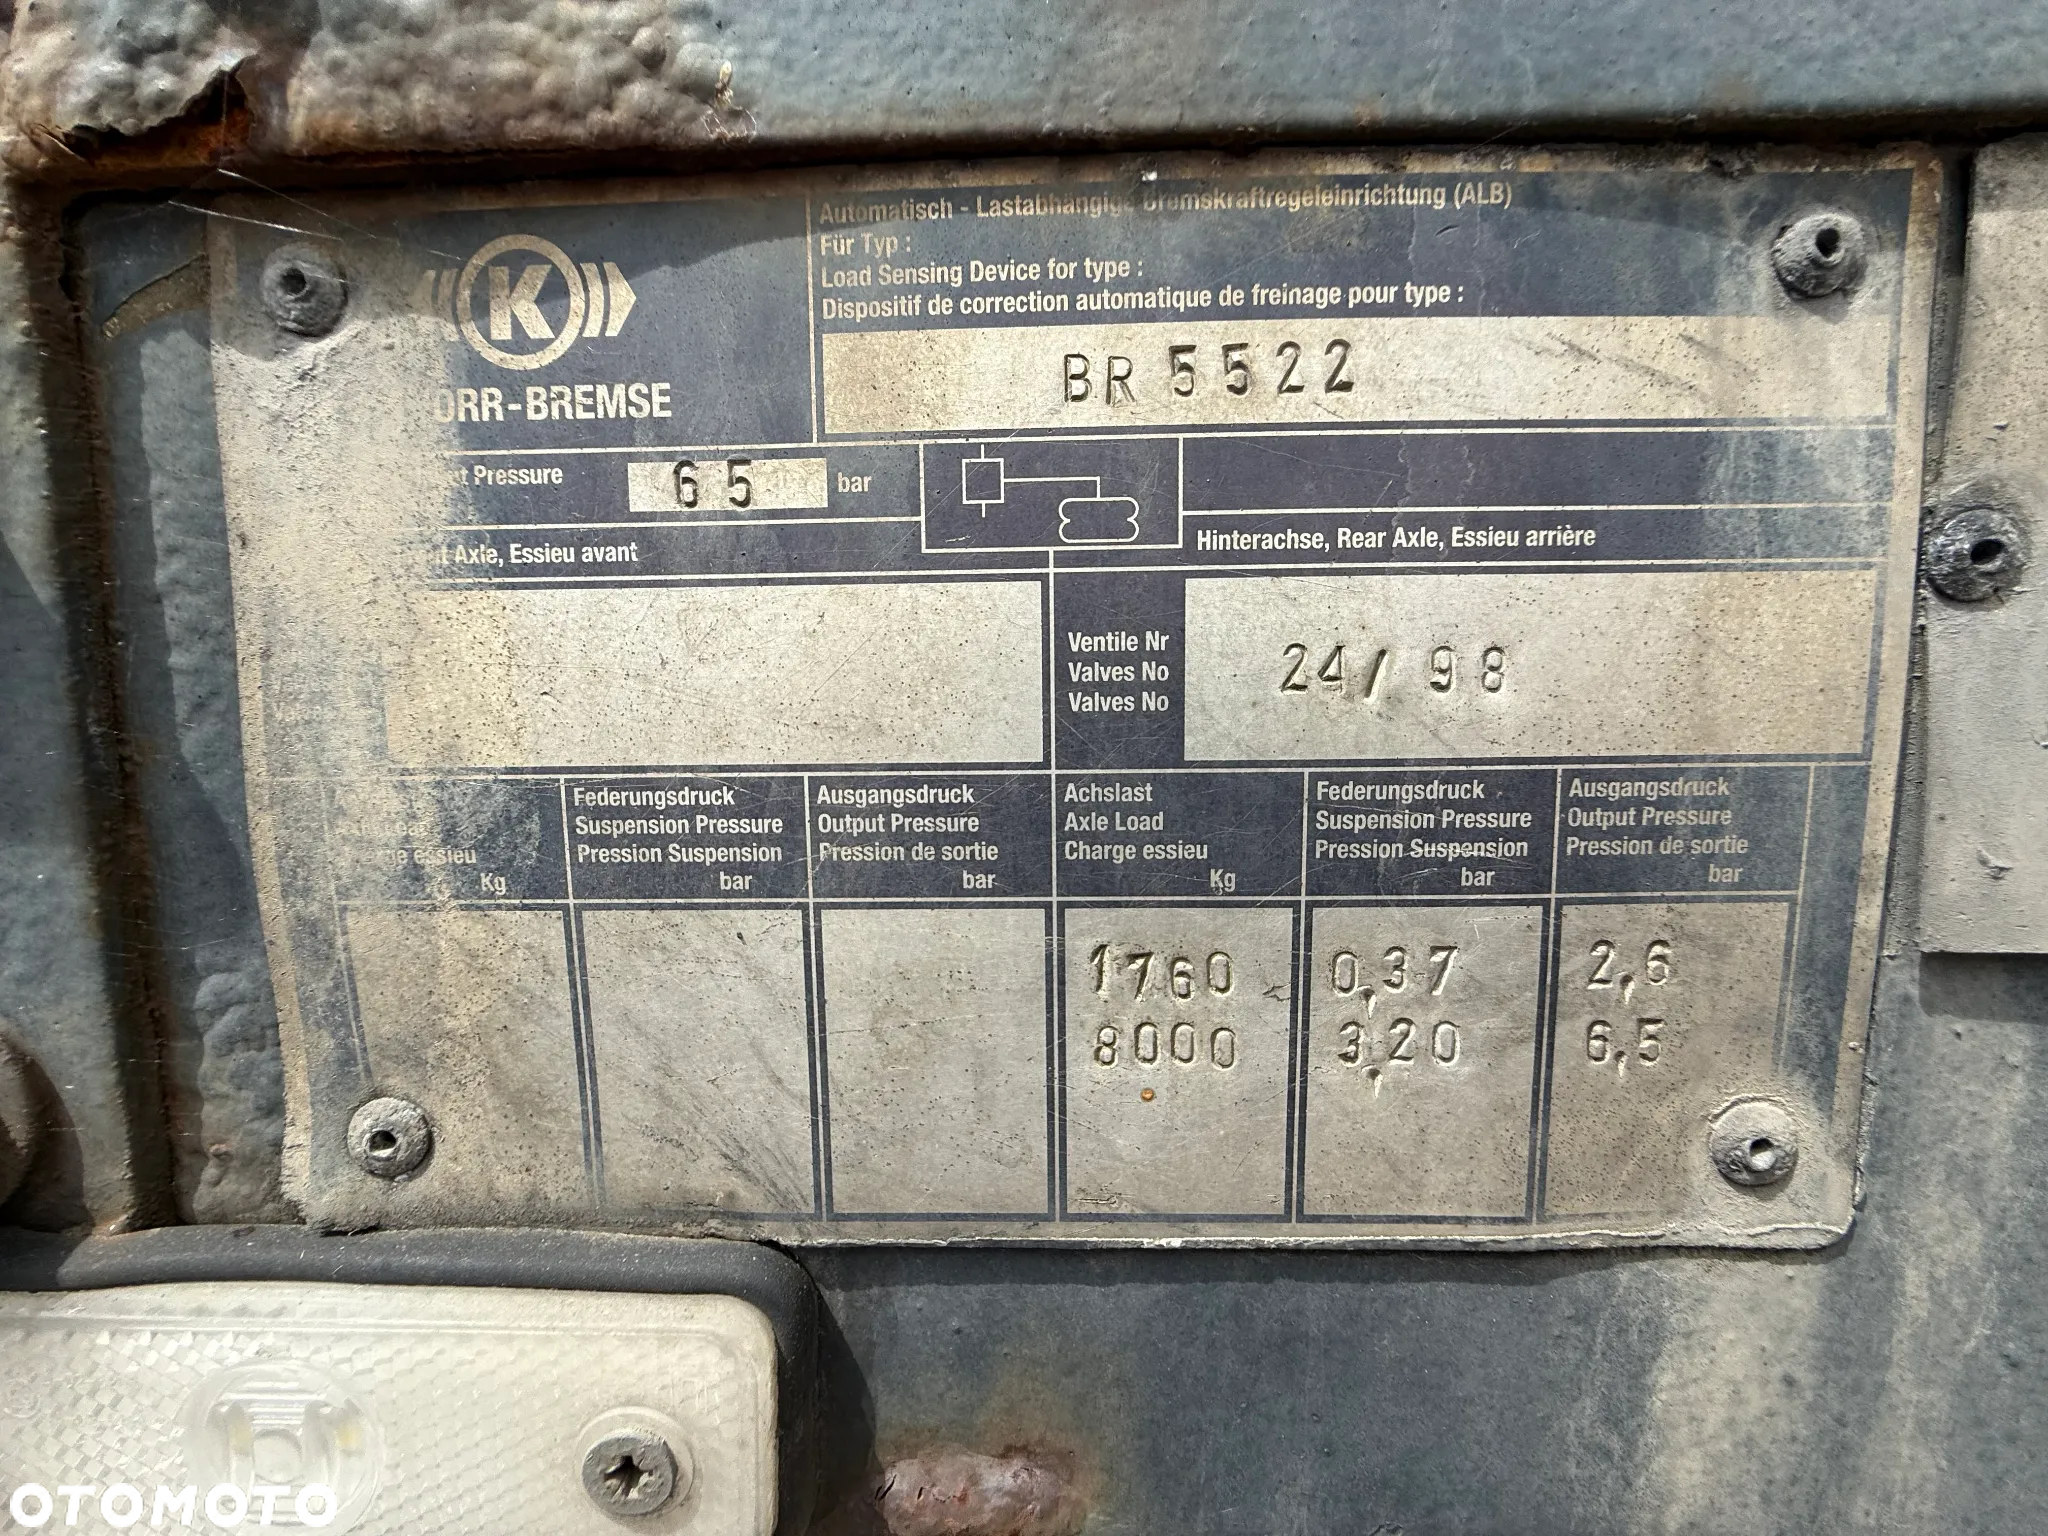 Automatisch - Lastabhängige Bremskraftregeleinrichtung (ALB)
Für Typ :
Load Sensing Device for type :
Dispositif de correction automatique de freinage pour type :
K
ORR-BREMSE
BR 5522
Pressure 65 bar
Axle, Essieu avant
Hinterachse, Rear Axle, Essieu arrière
Ventile Nr
Valves No
Valves No
24/ 98
essieu
Kg
Federungsdruck
Suspension Pressure
Pression Suspension
bar
Ausgangsdruck
Output Pressure
Pression de sortie
bar
Achslast
Axle Load
Charge essieu
Kg
Federungsdruck
Suspension Pressure
Pression Suspension
bar
Ausgangsdruck
Output Pressure
Pression de sortie
bar
1760 0,37 2,6
8000 3,20 6,5
OTOMOTO